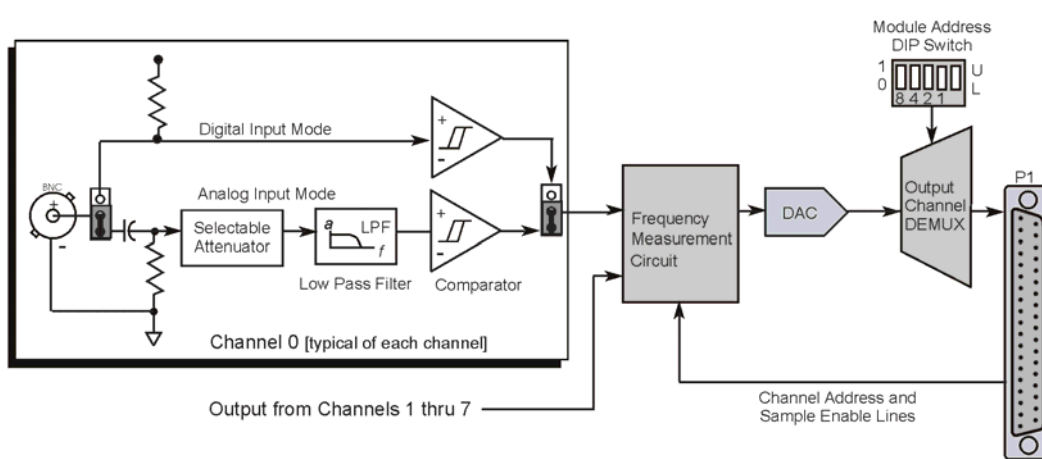 Module Address
DIP Switch
1
0
U
L
8 4 2 1
Digital Input Mode
+
-
BNC
+
-
Analog Input Mode
Selectable
Attenuator
a
LPF
f
Low Pass Filter
+
-
Comparator
Channel 0 [typical of each channel]
Output from Channels 1 thru 7
Frequency
Measurement
Circuit
DAC
Output
Channel
DEMUX
P1
Channel Address and
Sample Enable Lines